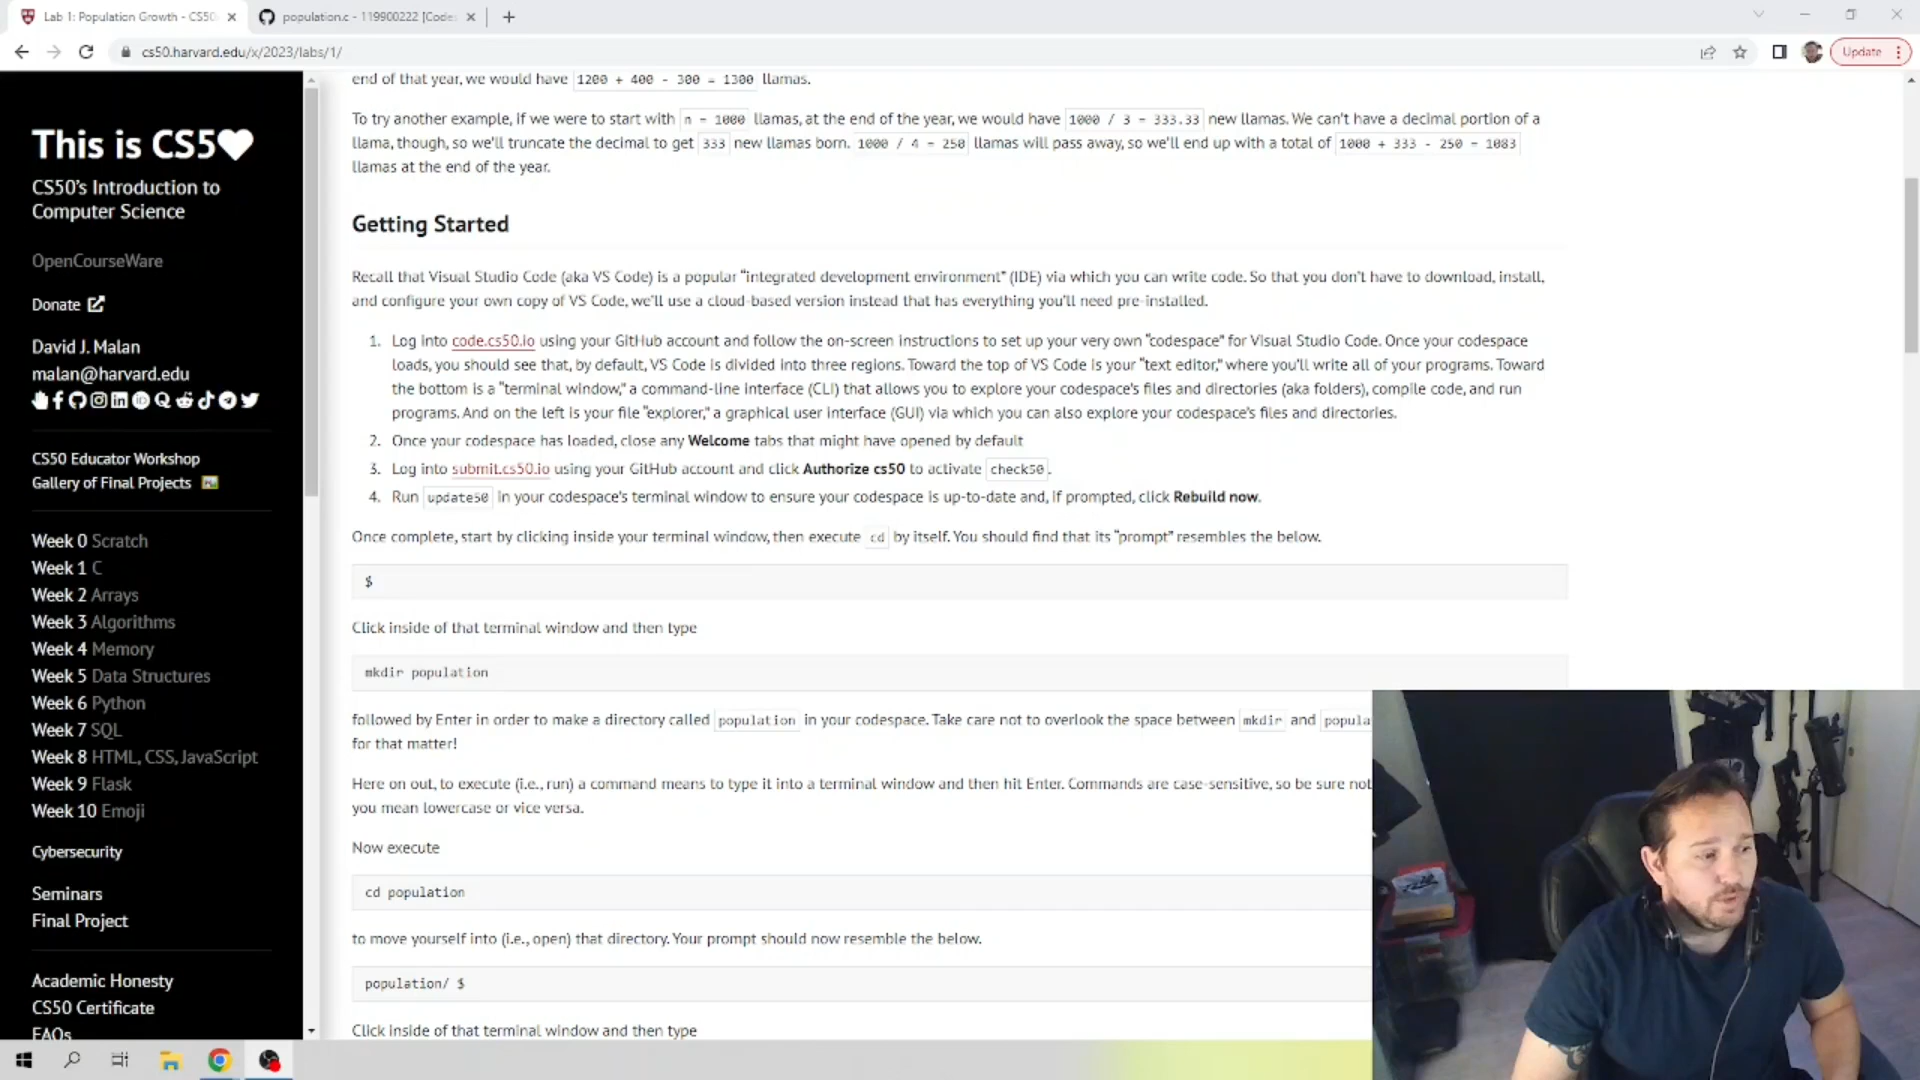 Lab 1: Population Growth - CS50
population.c - 119900222 [Code
cs50.harvard.edu/x/2023/labs/1/
Update
This is CS5
CS50's Introduction to
Computer Science
OpenCourseWare
Donate
David J. Malan
malan@harvard.edu
CS50 Educator Workshop
Gallery of Final Projects
Week 0 Scratch
Week 1 C
Week 2 Arrays
Week 3 Algorithms
Week 4 Memory
Week 5 Data Structures
Week 6 Python
Week 7 SQL
Week 8 HTML, CSS, JavaScript
Week 9 Flask
Week 10 Emoji
Cybersecurity
Seminars
Final Project
Academic Honesty
CS50 Certificate
FAQs
end of that year, we would have 1200 + 400 - 300 = 1300 llamas.
To try another example, if we were to start with n = 1000 llamas, at the end of the year, we would have 1000 / 3 = 333.33 new llamas. We can't have a decimal portion of a
llama, though, so we'll truncate the decimal to get 333 new llamas born. 1000 / 4 = 250 llamas will pass away, so we'll end up with a total of 1000 + 333 - 250 = 1083
llamas at the end of the year.
Getting Started
Recall that Visual Studio Code (aka VS Code) is a popular “integrated development environment” (IDE) via which you can write code. So that you don't have to download, install,
and configure your own copy of VS Code, we'll use a cloud-based version instead that has everything you'll need pre-installed.
1. Log into code.cs50.io using your GitHub account and follow the on-screen instructions to set up your very own “codespace” for Visual Studio Code. Once your codespace
loads, you should see that, by default, VS Code is divided into three regions. Toward the top of VS Code is your “text editor,” where you'll write all of your programs. Toward
the bottom is a “terminal window,” a command-line interface (CLI) that allows you to explore your codespace's files and directories (aka folders), compile code, and run
programs. And on the left is your file “explorer,” a graphical user interface (GUI) via which you can also explore your codespace's files and directories.
2. Once your codespace has loaded, close any Welcome tabs that might have opened by default
3. Log into submit.cs50.io using your GitHub account and click Authorize cs50 to activate check50.
4. Run update50 in your codespace's terminal window to ensure your codespace is up-to-date and, if prompted, click Rebuild now.
Once complete, start by clicking inside your terminal window, then execute cd by itself. You should find that its “prompt” resembles the below.
$
Click inside of that terminal window and then type
mkdir population
followed by Enter in order to make a directory called population in your codespace. Take care not to overlook the space between mkdir and popula
for that matter!
Here on out, to execute (i.e., run) a command means to type it into a terminal window and then hit Enter. Commands are case-sensitive, so be sure not
you mean lowercase or vice versa.
Now execute
cd population
to move yourself into (i.e., open) that directory. Your prompt should now resemble the below.
population/ $
Click inside of that terminal window and then type